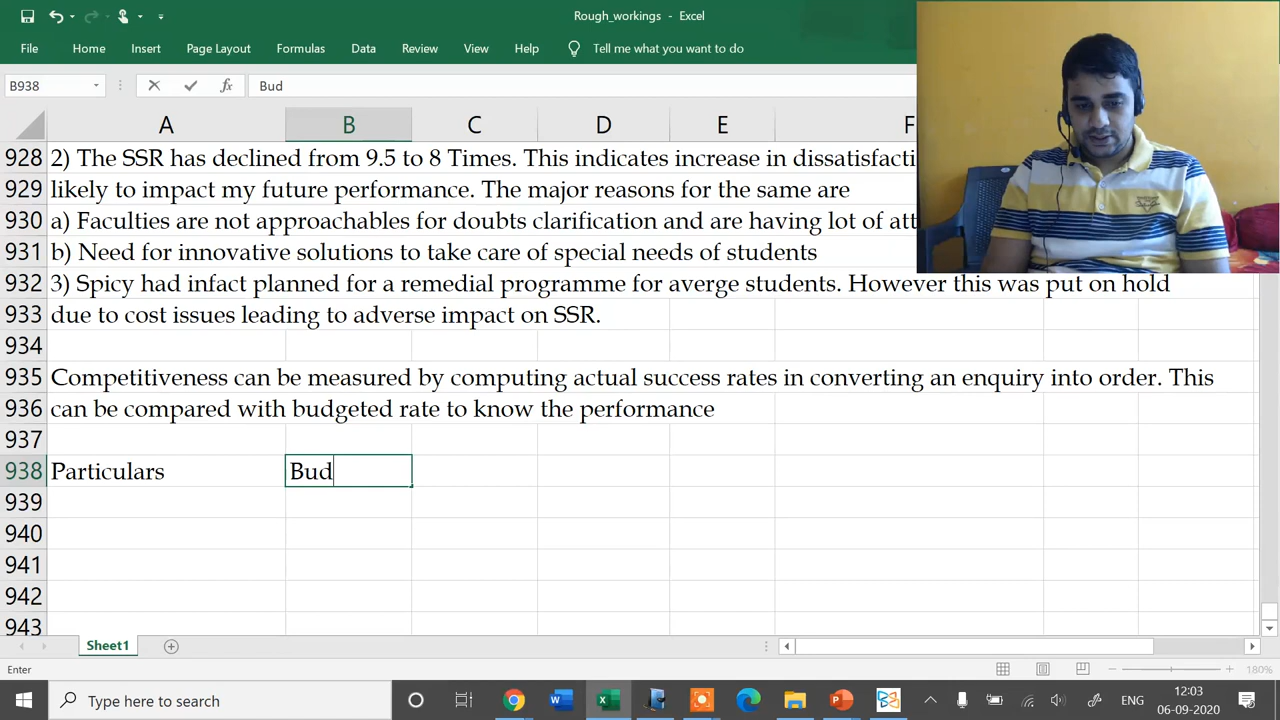 Rough_workings - Excel
File Home Insert Page Layout Formulas Data Review View Help Tell me what you want to do
B938 fx Bud
A B C D E F
928 2) The SSR has declined from 9.5 to 8 Times. This indicates increase in dissatisfacti
929 likely to impact my future performance. The major reasons for the same are
930 a) Faculties are not approachables for doubts clarification and are having lot of att
931 b) Need for innovative solutions to take care of special needs of students
932 3) Spicy had infact planned for a remedial programme for averge students. However this was put on hold
933 due to cost issues leading to adverse impact on SSR.
934
935 Competitiveness can be measured by computing actual success rates in converting an enquiry into order. This
936 can be compared with budgeted rate to know the performance
937
938 Particulars Bud
939
940
941
942
943
Sheet1
Enter 180%
Type here to search ENG 12:03
06-09-2020